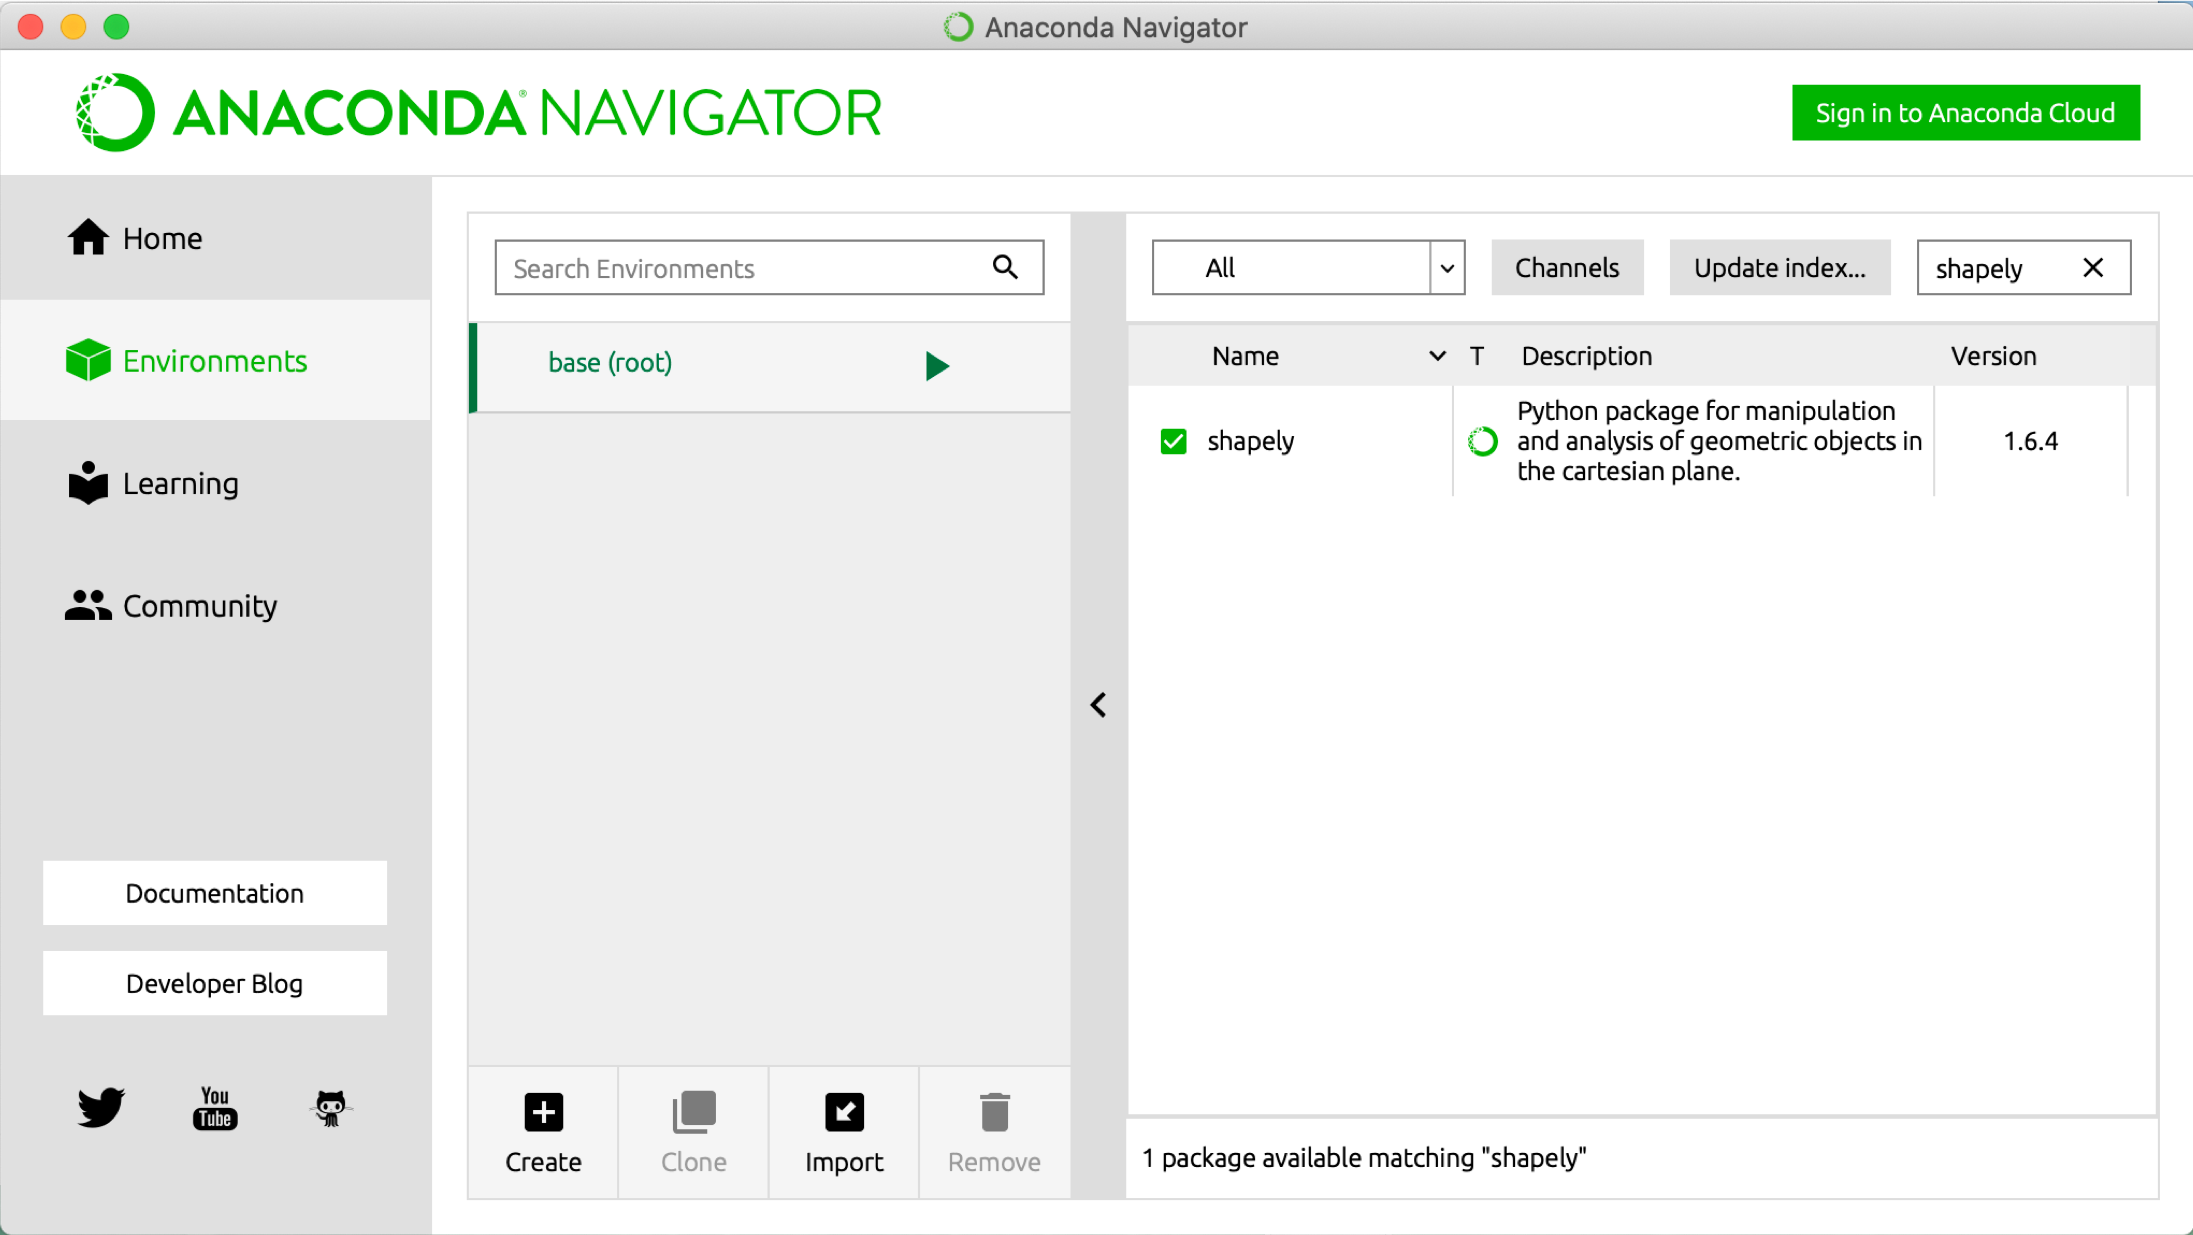 Anaconda Navigator
ANACONDA® NAVIGATOR
Sign in to Anaconda Cloud
Home
Environments
Learning
Community
Documentation
Developer Blog
You
Tube
Search Environments
base (root)
Create
Clone
Import
Remove
All
Channels
Update index...
shapely
Name
T
Description
Version
shapely
Python package for manipulation
and analysis of geometric objects in
the cartesian plane.
1.6.4
1 package available matching "shapely"